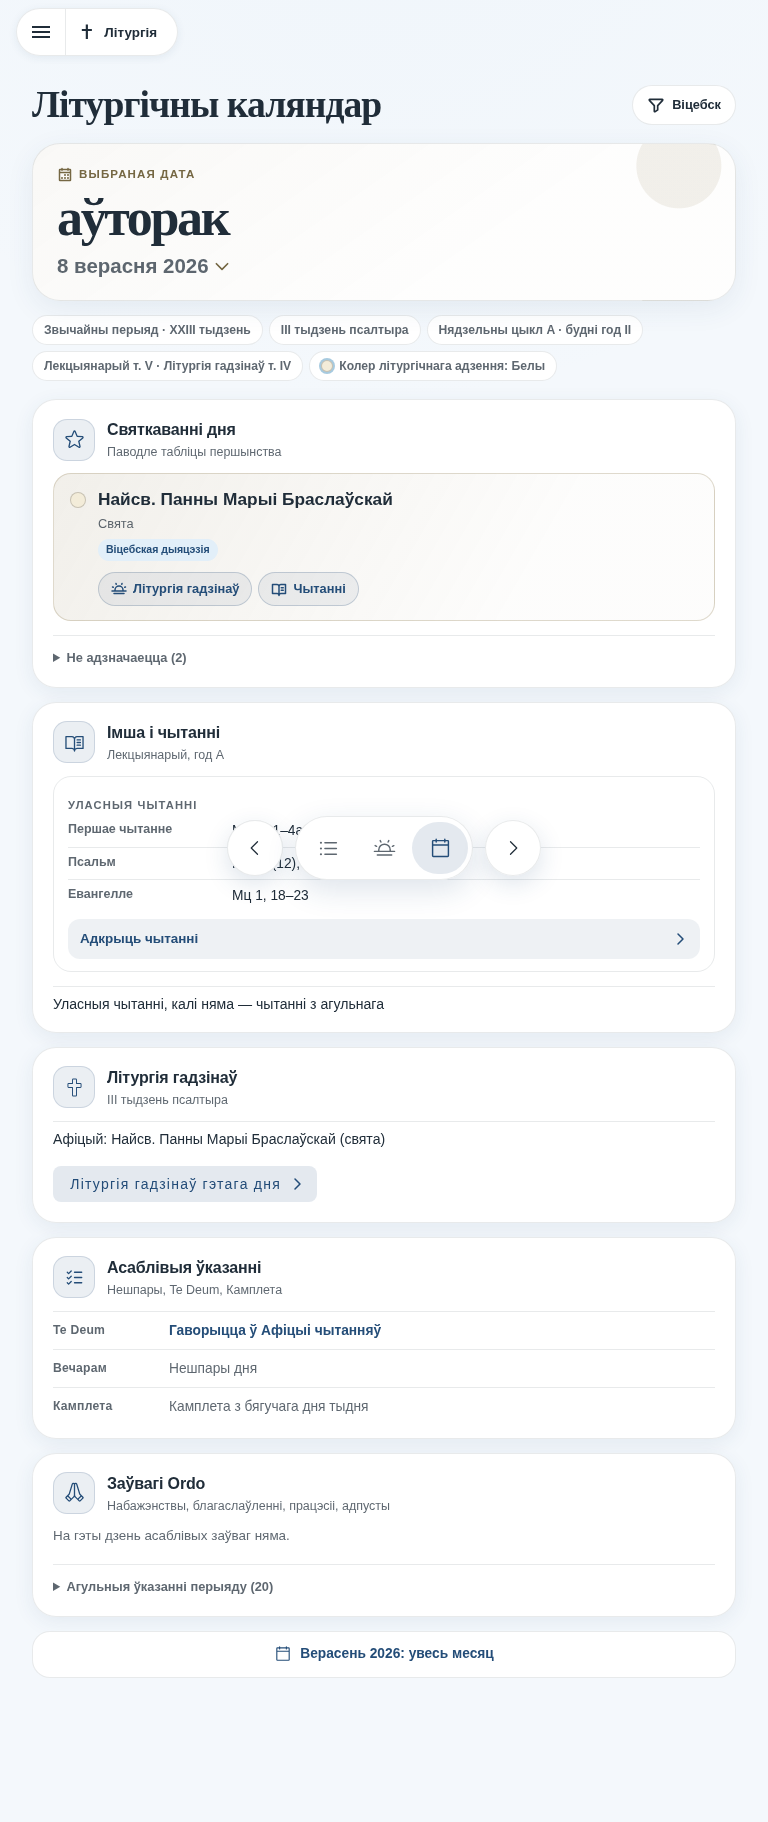 Літургія
Літургічны каляндар
Віцебск
ВЫБРАНАЯ ДАТА
аўторак
8 верасня 2026
Звычайны перыяд · XXIII тыдзень
III тыдзень псалтыра
Нядзельны цыкл A · будні год II
Лекцыянарый т. V · Літургія гадзінаў т. IV
Колер літургічнага адзення: Белы
Святкаванні дня
Паводле табліцы першынства
Найсв. Панны Марыі Браслаўскай
Свята
Віцебская дыяцэзія
Літургія гадзінаў
Чытанні
Не адзначаецца (2)
Імша і чытанні
Лекцыянарый, год A
УЛАСНЫЯ ЧЫТАННІ
Першае чытанне
1–4a
Псальм
(12),
Евангелле
Мц 1, 18–23
Адкрыць чытанні
Уласныя чытанні, калі няма — чытанні з агульнага
Літургія гадзінаў
III тыдзень псалтыра
Афіцый: Найсв. Панны Марыі Браслаўскай (свята)
Літургія гадзінаў гэтага дня
Асаблівыя ўказанні
Нешпары, Te Deum, Камплета
Te Deum
Гаворыцца ў Афіцыі чытанняў
Вечарам
Нешпары дня
Камплета
Камплета з бягучага дня тыдня
Заўвагі Ordo
Набажэнствы, благаслаўленні, працэсіі, адпусты
На гэты дзень асаблівых заўваг няма.
Агульныя ўказанні перыяду (20)
Верасень 2026: увесь месяц